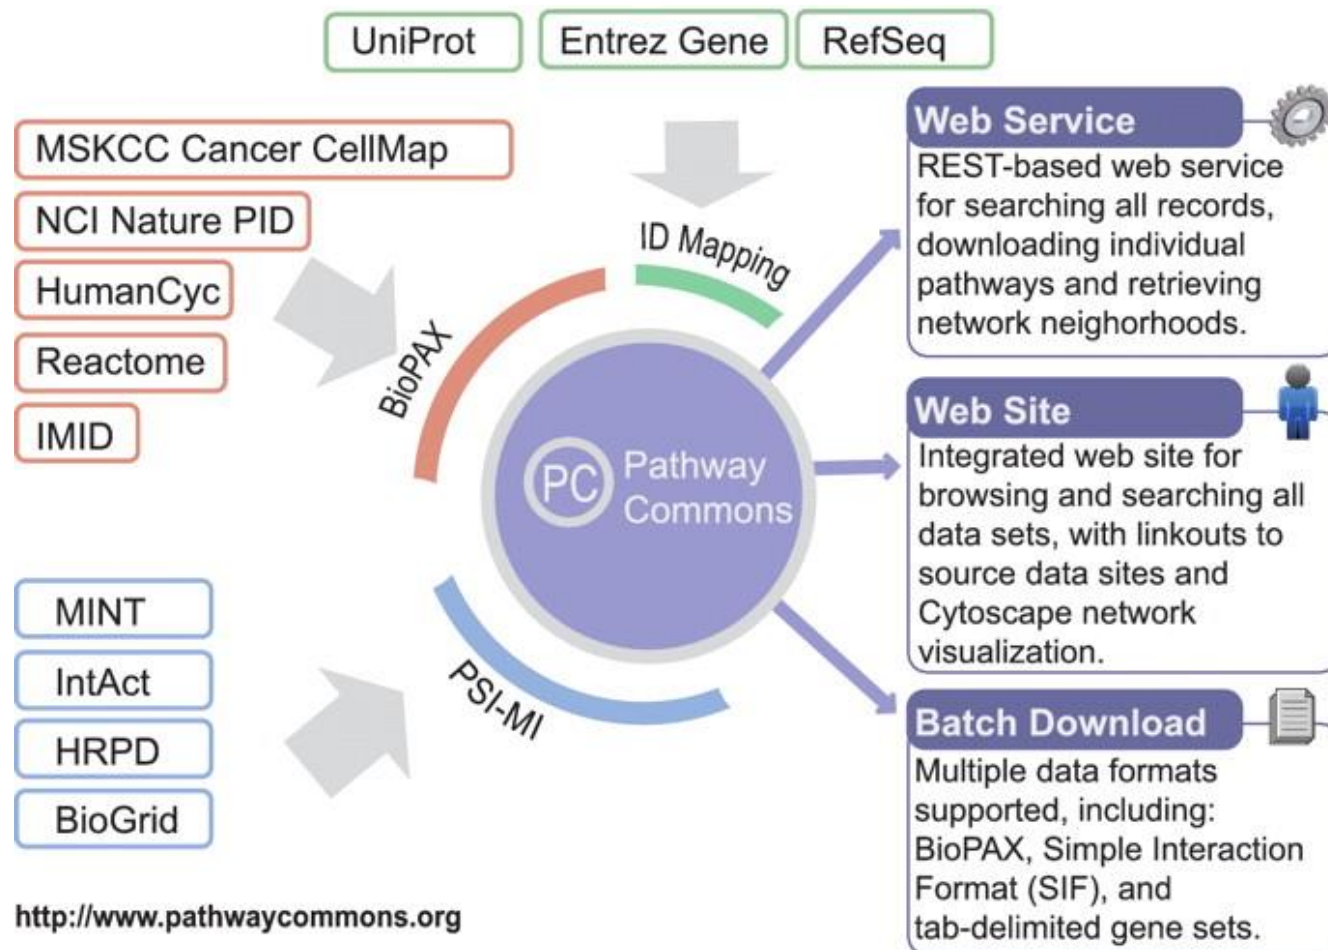 UniProt
Entrez Gene
RefSeq
MSKCC Cancer CellMap
NCI Nature PID
HumanCyc
Reactome
IMID
BioPAX
ID Mapping
PC
Pathway
Commons
MINT
IntAct
HRPD
BioGrid
PSI-MI
http://www.pathwaycommons.org
Web Service
REST-based web service
for searching all records,
downloading individual
pathways and retrieving
network neighorhoods.
Web Site
Integrated web site for
browsing and searching all
data sets, with linkouts to
source data sites and
Cytoscape network
visualization.
Batch Download
Multiple data formats
supported, including:
BioPAX, Simple Interaction
Format (SIF), and
tab-delimited gene sets.